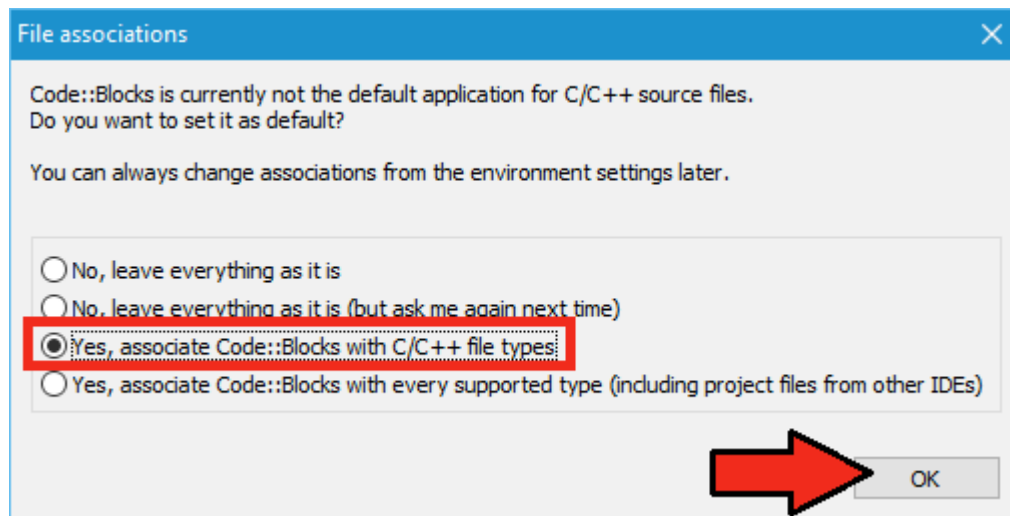 File associations
Code::Blocks is currently not the default application for C/C++ source files.
Do you want to set it as default?
You can always change associations from the environment settings later.
No, leave everything as it is
No, leave everything as it is (but ask me again next time)
Yes, associate Code::Blocks with C/C++ file types
Yes, associate Code::Blocks with every supported type (including project files from other IDEs)
OK